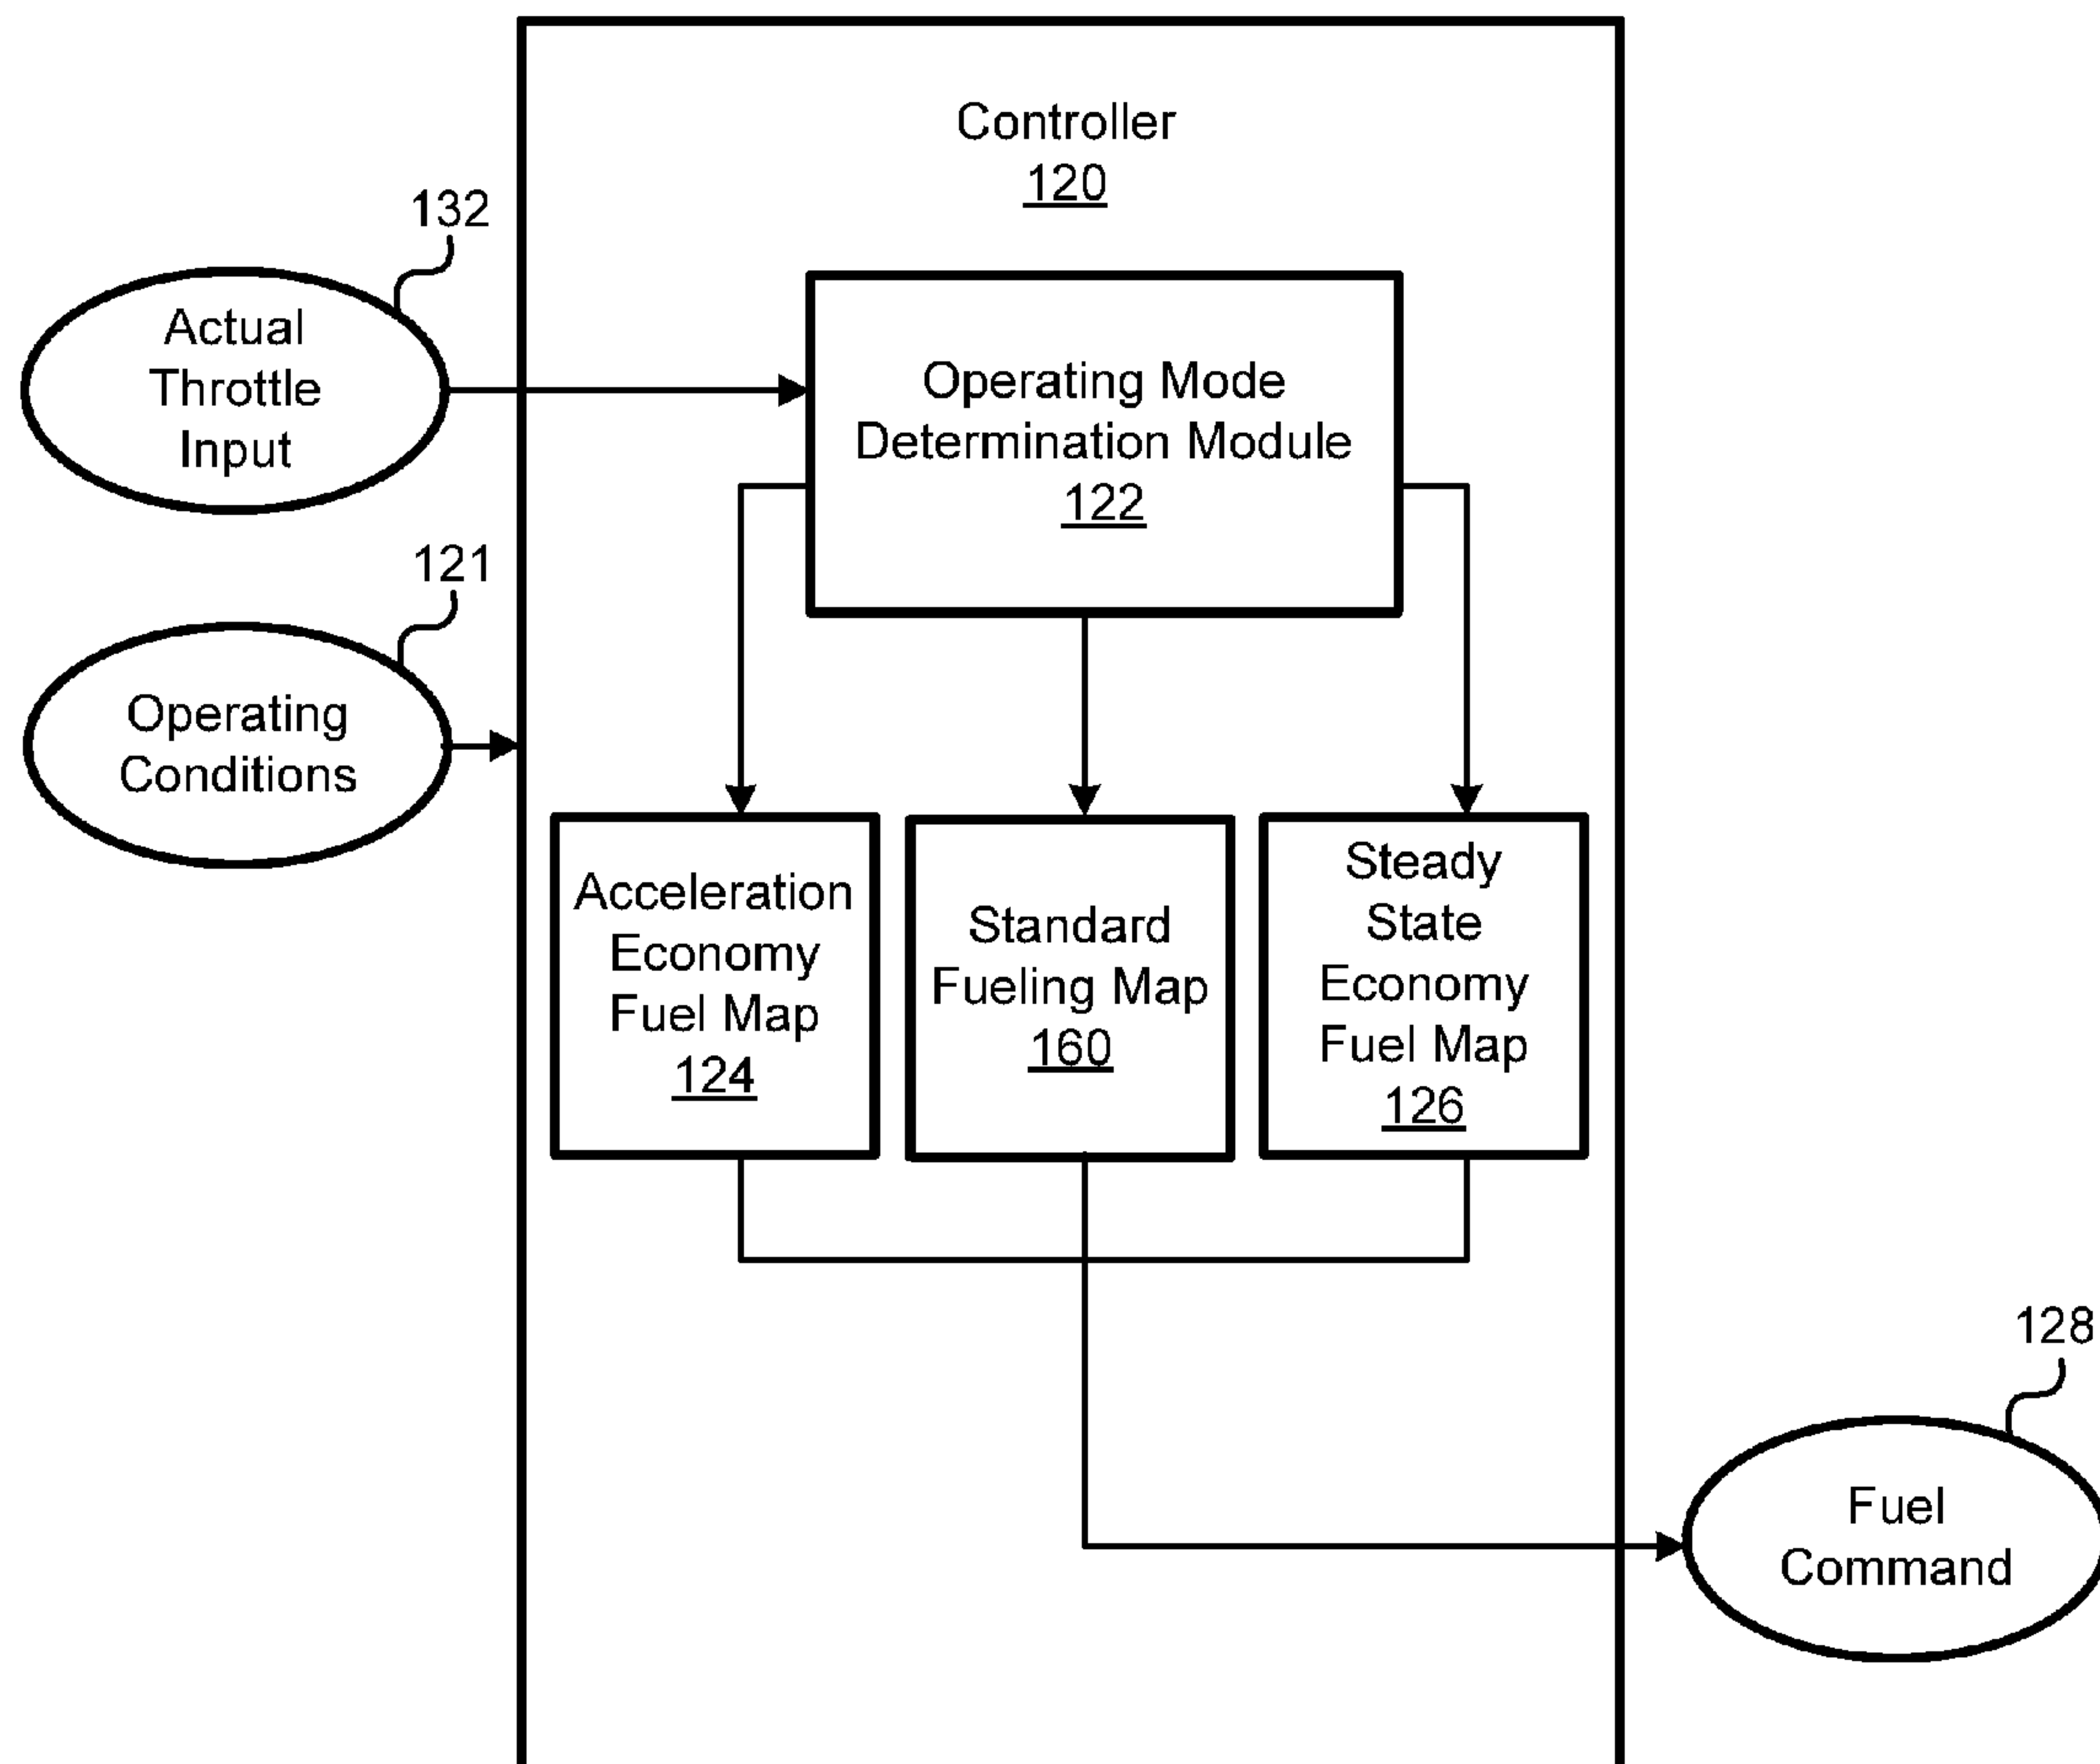 Controller
120
132
Actual
Throttle
Input
Operating Mode
Determination Module
122
121
Operating
Conditions
Acceleration
Economy
Fuel Map
124
Standard
Fueling Map
160
Steady
State
Economy
Fuel Map
126
128
Fuel
Command